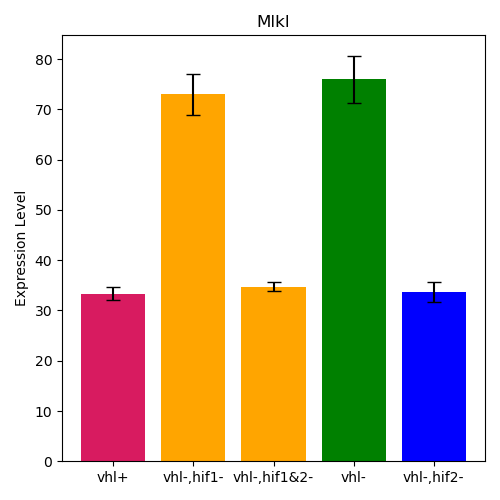 Mlkl
Expression Level
80
70
60
50
40
30
20
10
0
vhl+
vhl-,hif1-
vhl-,hif1&2-
vhl-
vhl-,hif2-